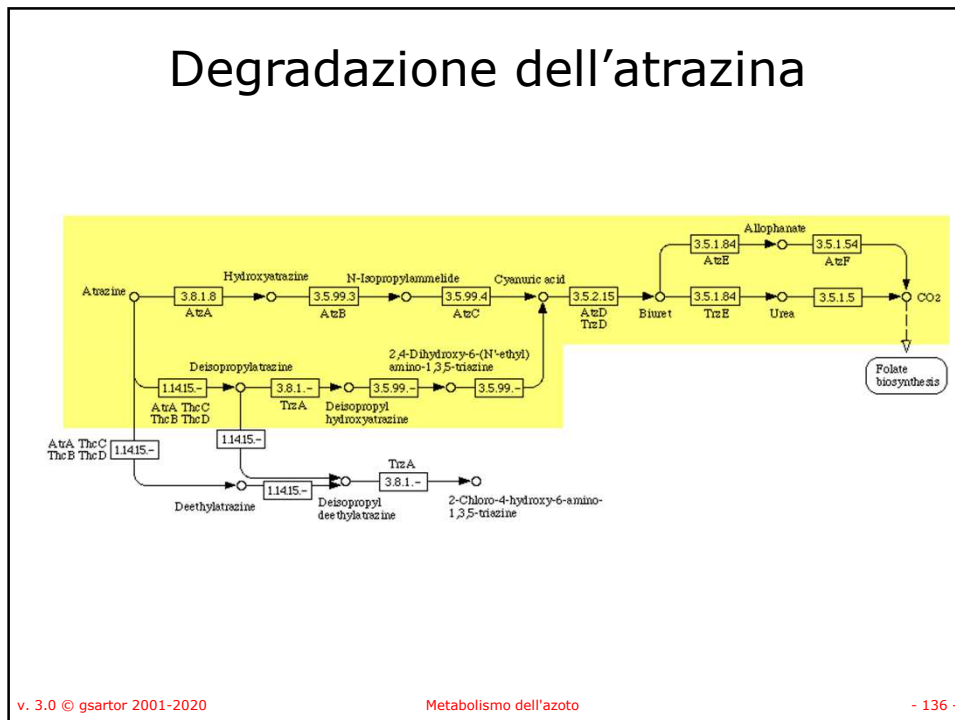 Degradazione dell'atrazina
Allophanate
3.5.1.84
3.5.1.54
AtzE
AtzF
Hydroxyatrazine
N-Isopropylammelide
Cyanuric acid
Atrazine
3.8.1.8
3.5.99.3
3.5.99.4
3.5.2.15
3.5.1.84
3.5.1.5
CO2
AtzA
AtzB
AtzC
AtzD
TrzD
Biuret
TrzE
Urea
2,4-Dihydroxy-6-(N'-ethyl)
amino-1,3,5-triazine
Deisopropylatrazine
Folate
biosynthesis
1.14.15.-
3.8.1.-
3.5.99.-
3.5.99.-
AtrA ThcC
ThcB ThcD
TrzA
Deisopropyl
hydroxyatrazine
AtrA ThcC
ThcB ThcD
1.14.15.-
1.14.15.-
TrzA
1.14.15.-
3.8.1.-
Deethylatrazine
Deisopropyl
deethylatrazine
2-Chloro-4-hydroxy-6-amino-
1,3,5-triazine
v. 3.0 © gsartor 2001-2020
Metabolismo dell'azoto
- 136 -